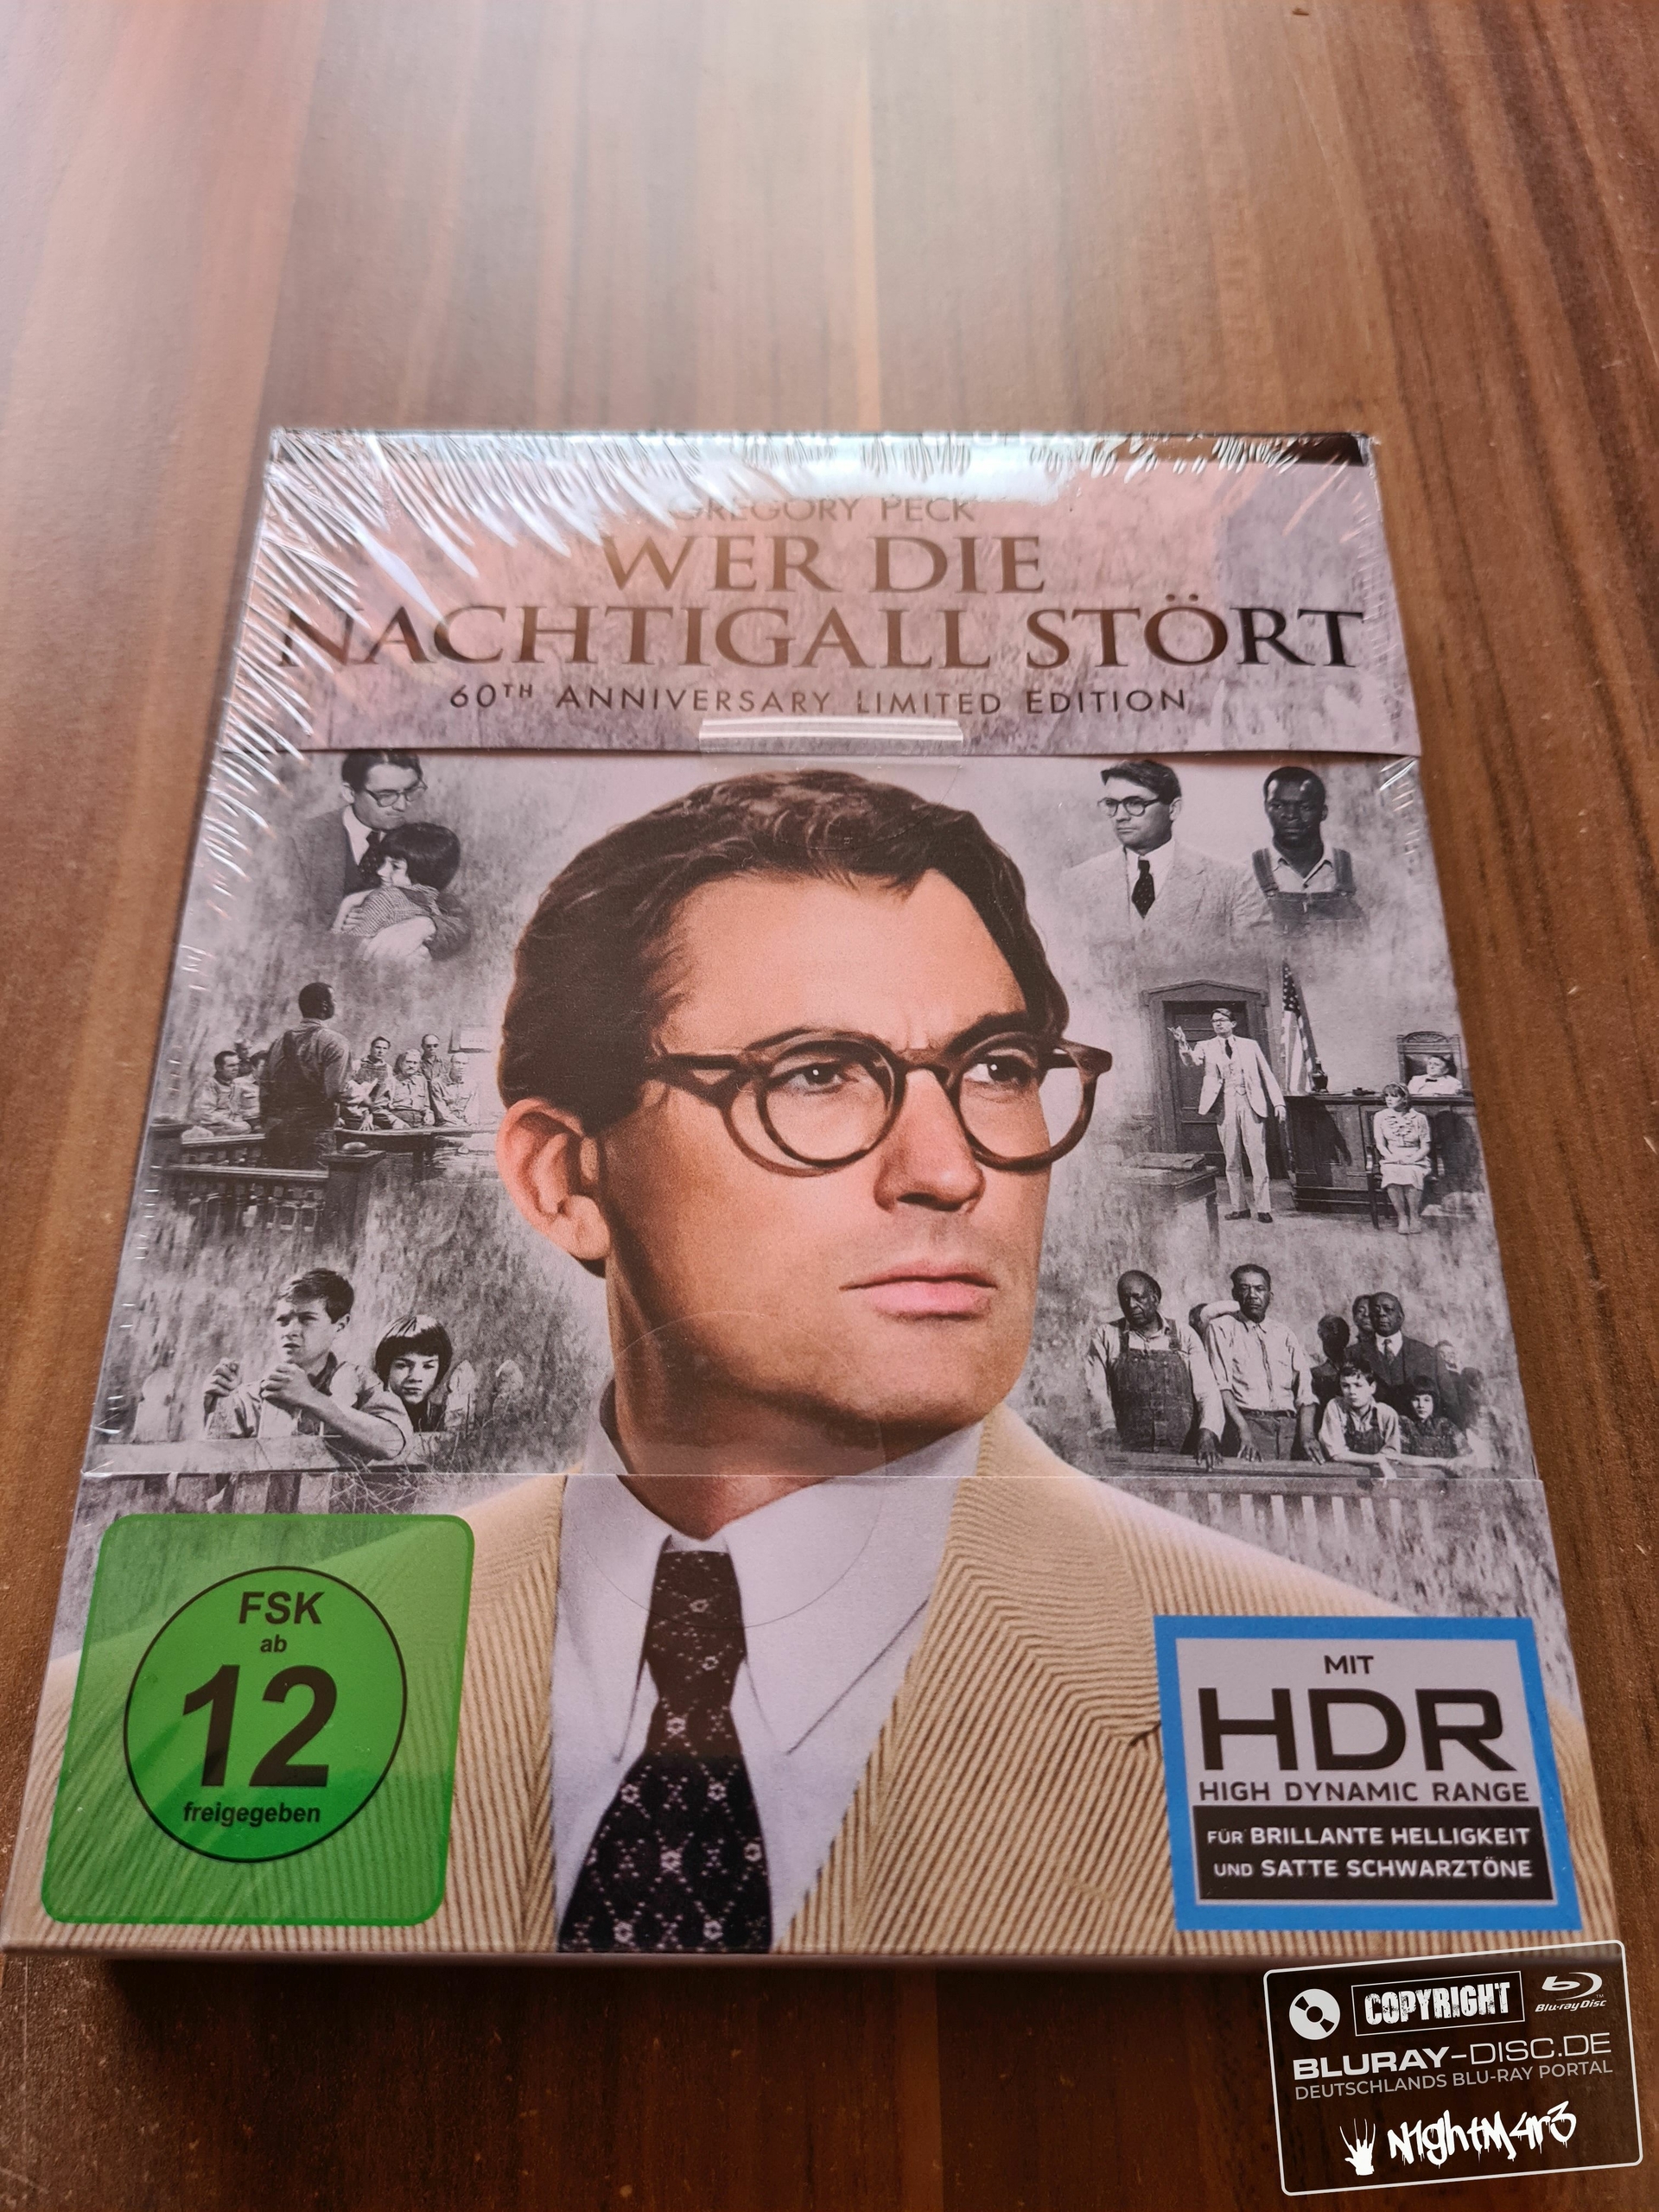 GREGORY PECK
WER DIE
NACHTIGALL STÖRT
60TH ANNIVERSARY LIMITED EDITION
FSK
ab
12
freigegeben
MIT
HDR
HIGH DYNAMIC RANGE
FÜR BRILLANTE HELLIGKEIT
UND SATTE SCHWARZTÖNE
COPYRIGHT
Blu-ray Disc
TM
BLURAY-DISC.DE
DEUTSCHLANDS BLU-RAY PORTAL
N1ghtM4r3